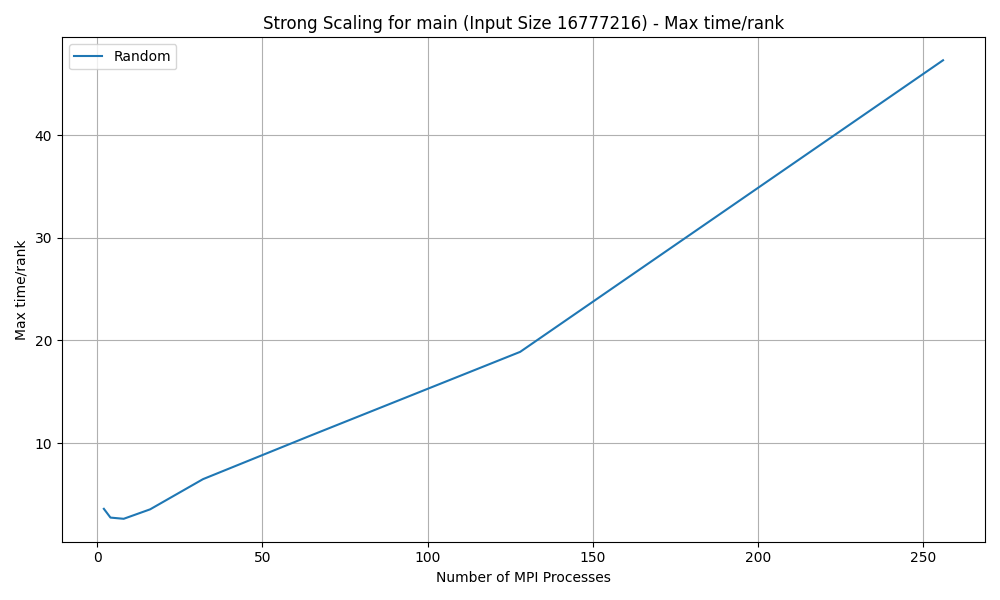 Strong Scaling for main (Input Size 16777216) - Max time/rank
Random
Max time/rank
40
30
20
10
0 50 100 150 200 250
Number of MPI Processes